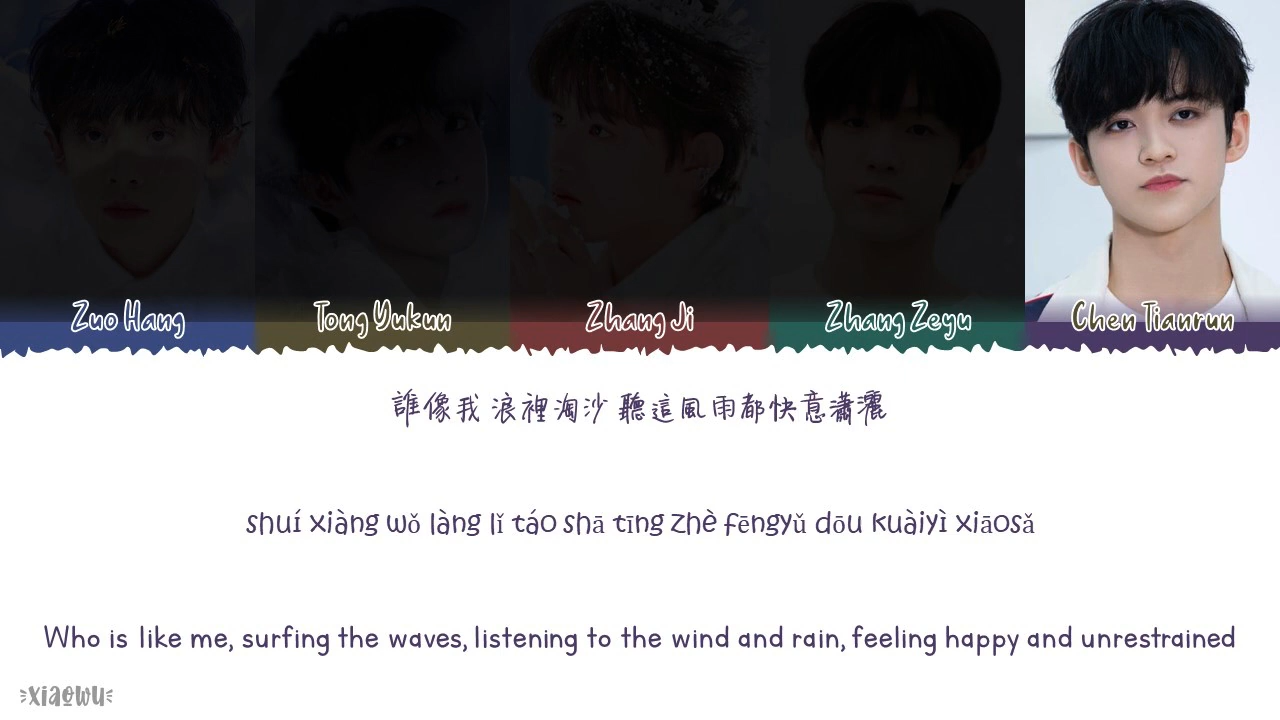 Zuo Hang
Tong Yukun
Zhang Ji
Zhang Zeyu
Chen Tianrun
誰像我 浪裡淘沙 聽這風雨都快意瀟灑
shuí xiàng wǒ làng lǐ táo shā tīng zhè fēngyǔ dōu kuàiyì xiāosǎ
Who is like me, surfing the waves, listening to the wind and rain, feeling happy and unrestrained
xiaowu